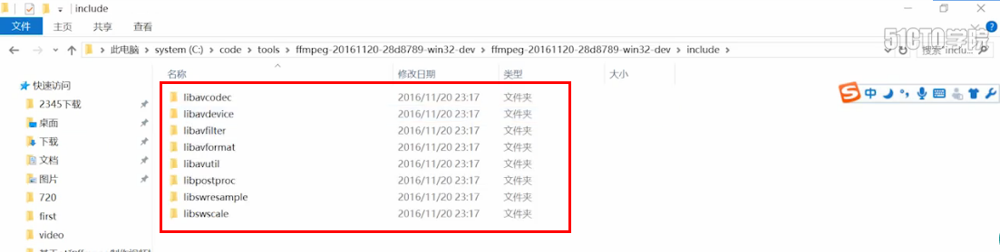 include
文件 主页 共享 查看
此电脑 > system (C:) > code > tools > ffmpeg-20161120-28d8789-win32-dev > ffmpeg-20161120-28d8789-win32-dev > include >
搜索"inclu...
51CTO学院
名称 修改日期 类型 大小
快速访问
2345下载
桌面
下载
文档
图片
720
first
video
libavcodec 2016/11/20 23:17 文件夹
libavdevice 2016/11/20 23:17 文件夹
libavfilter 2016/11/20 23:17 文件夹
libavformat 2016/11/20 23:17 文件夹
libavutil 2016/11/20 23:17 文件夹
libpostproc 2016/11/20 23:17 文件夹
libswresample 2016/11/20 23:17 文件夹
libswscale 2016/11/20 23:17 文件夹
S中